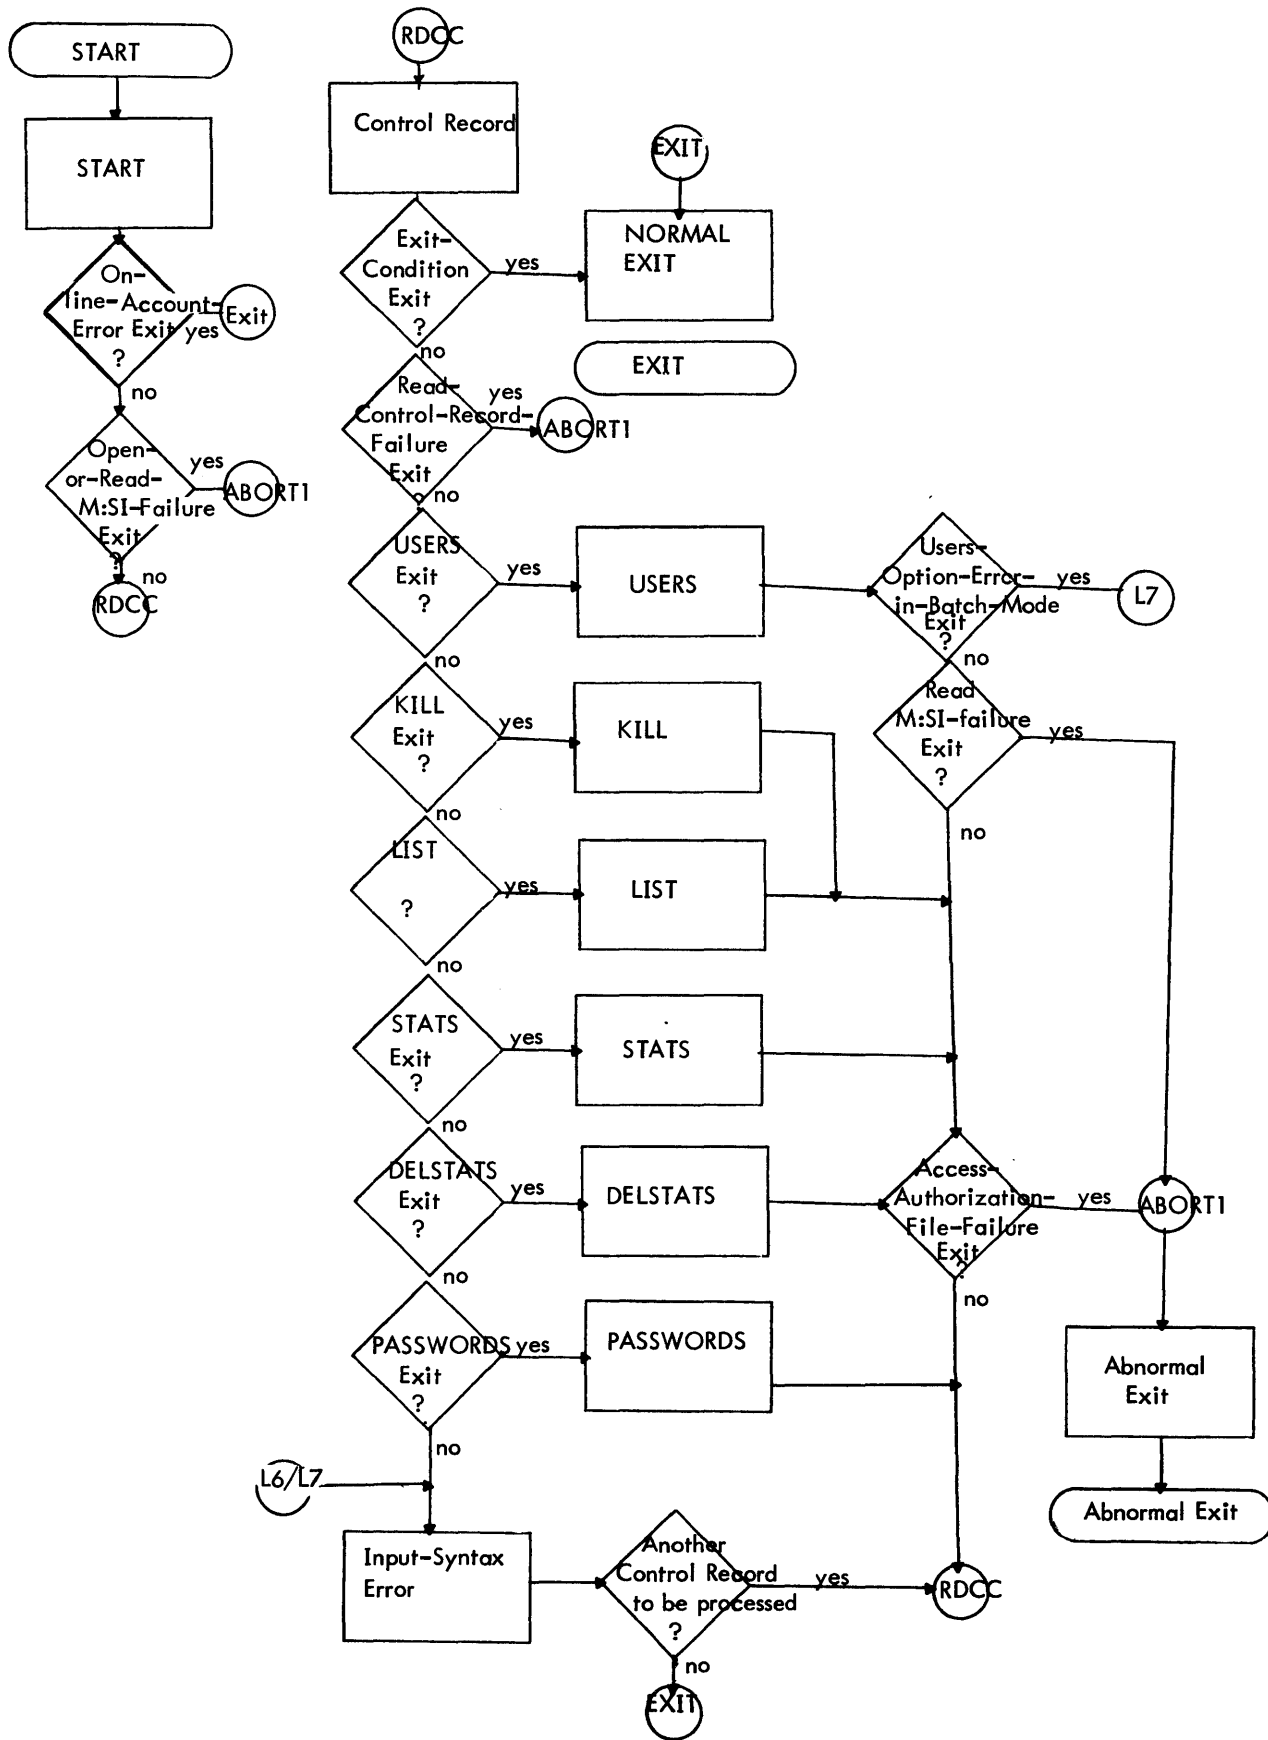 START
START
On-
line-Account-
Error Exit
?
yes
Exit
no
Open-
or-Read-
M:SI-Failure
Exit
?
yes
ABORT1
no
RDCC
RDCC
Control Record
Exit-
Condition
Exit
?
yes
no
EXIT
NORMAL
EXIT
EXIT
Read-
Control-Record-
Failure
Exit
?
yes
ABORT1
no
USERS
Exit
?
yes
USERS
no
Users-
Option-Error-
in-Batch-Mode
Exit
?
yes
L7
no
KILL
Exit
?
yes
KILL
no
Read
M:SI-failure
Exit
?
yes
no
LIST
?
yes
LIST
no
STATS
Exit
?
yes
STATS
no
DELSTATS
Exit
?
yes
DELSTATS
no
Access-
Authorization-
File-Failure
Exit
?
yes
ABORT1
no
PASSWORDS
Exit
?
yes
PASSWORDS
no
Abnormal
Exit
Abnormal Exit
L6/L7
Input-Syntax
Error
Another
Control Record
to be processed
?
yes
RDCC
no
EXIT